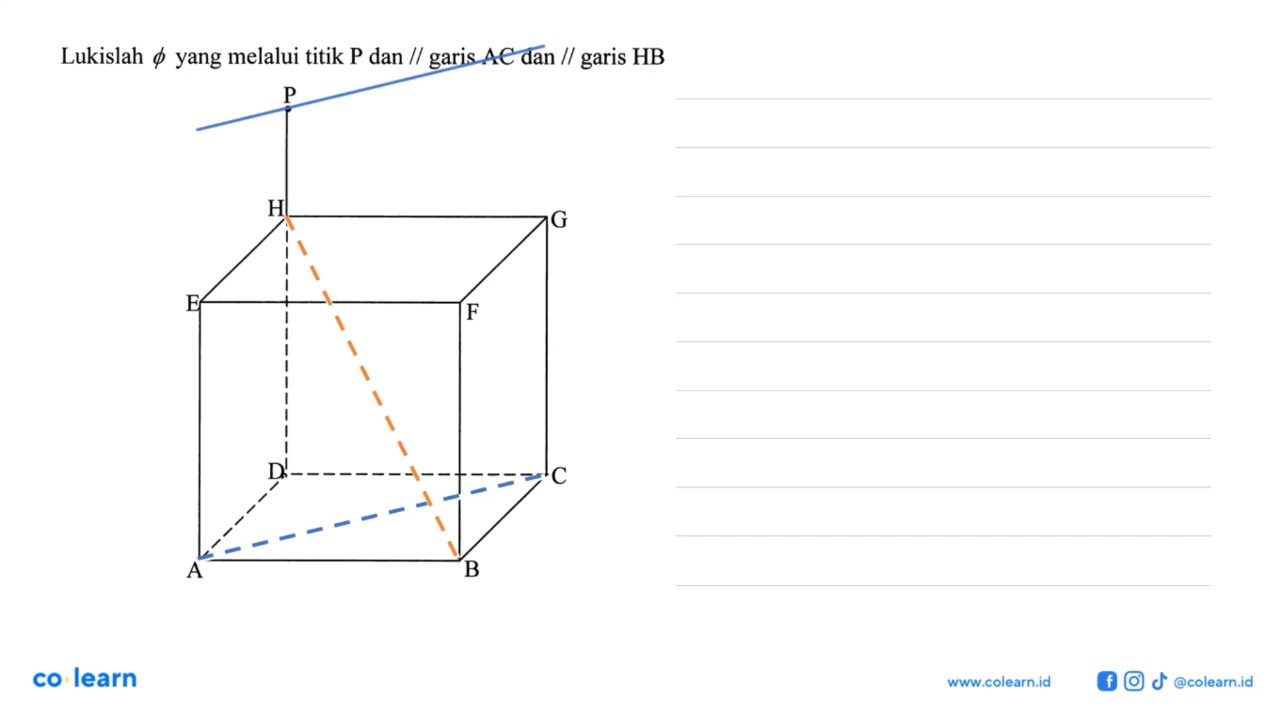 Lukislah ϕ yang melalui titik P dan // garis AC dan // garis HB
P
H
G
E
F
D
C
A
B
co learn
www.colearn.id
@colearn.id